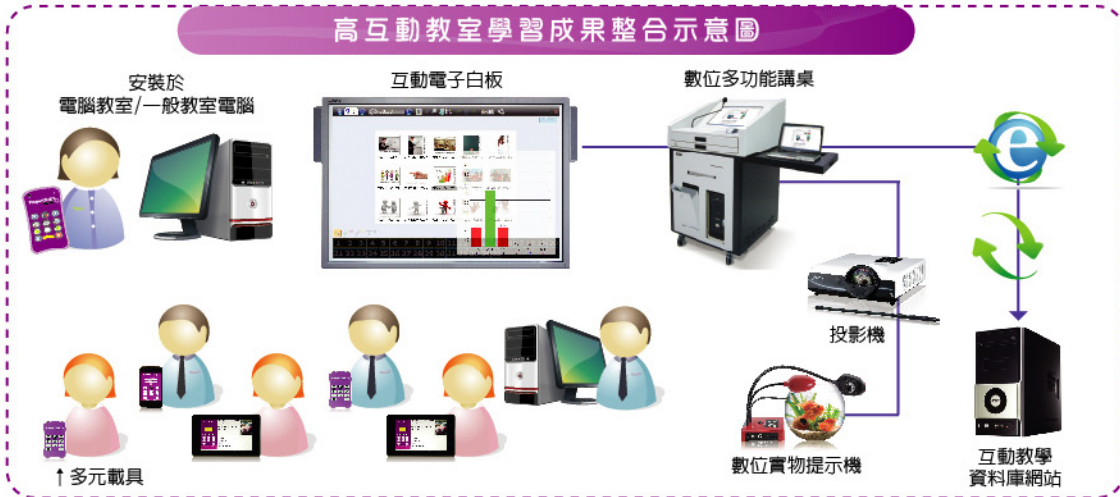 高互動教室學習成果整合示意圖
安裝於
電腦教室/一般教室電腦
互動電子白板
數位多功能講桌
投影機
數位實物提示機
互動教學
資料庫網站
↑多元載具